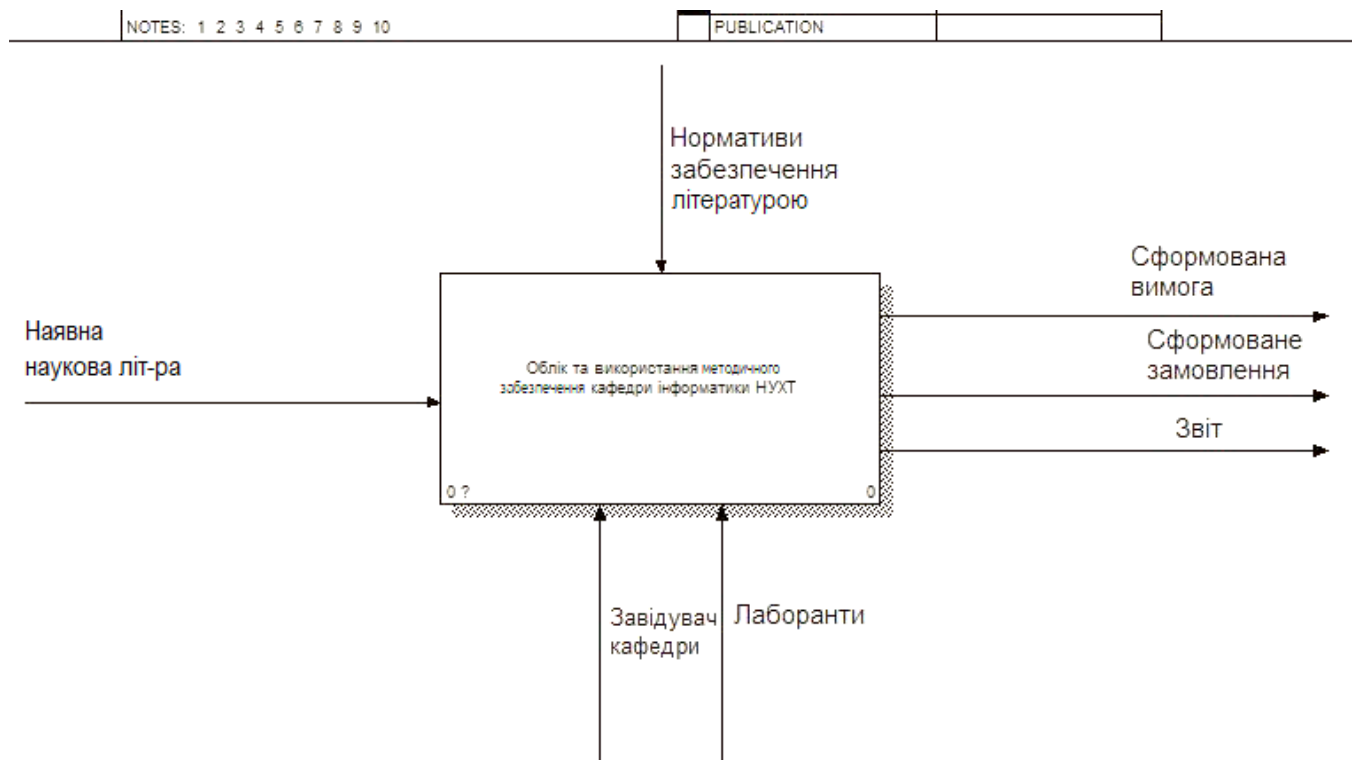 NOTES: 1 2 3 4 5 6 7 8 9 10
PUBLICATION
Нормативи
забезпечення
літературою
Сформована
вимога
Наявна
наукова літ-ра
Сформоване
замовлення
Облік та використання методичного
забезпечення кафедри інформатики НУХТ
Звіт
0 ?
0
Завідувач
кафедри
Лаборанти